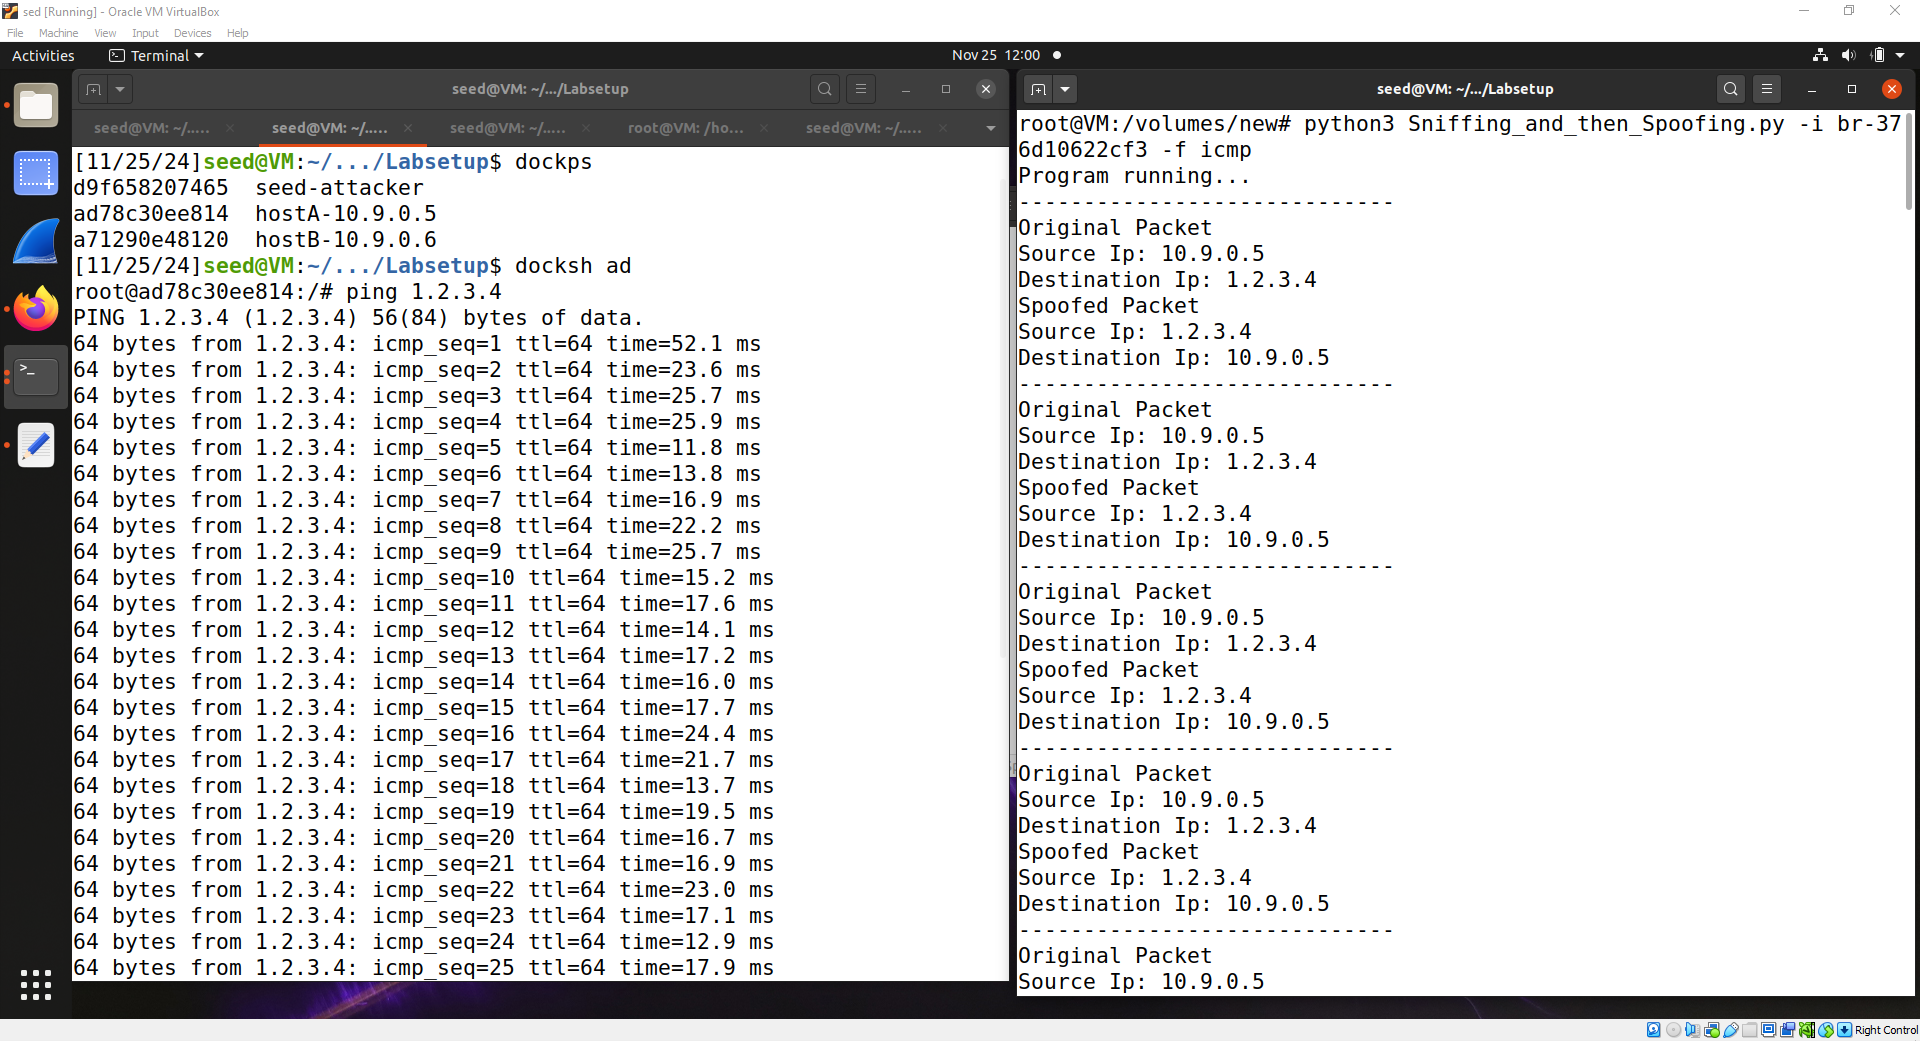 sed [Running] - Oracle VM VirtualBox
File Machine View Input Devices Help
Activities Terminal Nov 25 12:00
seed@VM: ~/.../Labsetup
seed@VM: ~/..... seed@VM: ~/..... seed@VM: ~/..... root@VM: /ho... seed@VM: ~/.....
[11/25/24]seed@VM:~/.../Labsetup$ dockps
d9f658207465  seed-attacker
ad78c30ee814  hostA-10.9.0.5
a71290e48120  hostB-10.9.0.6
[11/25/24]seed@VM:~/.../Labsetup$ docksh ad
root@ad78c30ee814:/# ping 1.2.3.4
PING 1.2.3.4 (1.2.3.4) 56(84) bytes of data.
64 bytes from 1.2.3.4: icmp_seq=1 ttl=64 time=52.1 ms
64 bytes from 1.2.3.4: icmp_seq=2 ttl=64 time=23.6 ms
64 bytes from 1.2.3.4: icmp_seq=3 ttl=64 time=25.7 ms
64 bytes from 1.2.3.4: icmp_seq=4 ttl=64 time=25.9 ms
64 bytes from 1.2.3.4: icmp_seq=5 ttl=64 time=11.8 ms
64 bytes from 1.2.3.4: icmp_seq=6 ttl=64 time=13.8 ms
64 bytes from 1.2.3.4: icmp_seq=7 ttl=64 time=16.9 ms
64 bytes from 1.2.3.4: icmp_seq=8 ttl=64 time=22.2 ms
64 bytes from 1.2.3.4: icmp_seq=9 ttl=64 time=25.7 ms
64 bytes from 1.2.3.4: icmp_seq=10 ttl=64 time=15.2 ms
64 bytes from 1.2.3.4: icmp_seq=11 ttl=64 time=17.6 ms
64 bytes from 1.2.3.4: icmp_seq=12 ttl=64 time=14.1 ms
64 bytes from 1.2.3.4: icmp_seq=13 ttl=64 time=17.2 ms
64 bytes from 1.2.3.4: icmp_seq=14 ttl=64 time=16.0 ms
64 bytes from 1.2.3.4: icmp_seq=15 ttl=64 time=17.7 ms
64 bytes from 1.2.3.4: icmp_seq=16 ttl=64 time=24.4 ms
64 bytes from 1.2.3.4: icmp_seq=17 ttl=64 time=21.7 ms
64 bytes from 1.2.3.4: icmp_seq=18 ttl=64 time=13.7 ms
64 bytes from 1.2.3.4: icmp_seq=19 ttl=64 time=19.5 ms
64 bytes from 1.2.3.4: icmp_seq=20 ttl=64 time=16.7 ms
64 bytes from 1.2.3.4: icmp_seq=21 ttl=64 time=16.9 ms
64 bytes from 1.2.3.4: icmp_seq=22 ttl=64 time=23.0 ms
64 bytes from 1.2.3.4: icmp_seq=23 ttl=64 time=17.1 ms
64 bytes from 1.2.3.4: icmp_seq=24 ttl=64 time=12.9 ms
64 bytes from 1.2.3.4: icmp_seq=25 ttl=64 time=17.9 ms
seed@VM: ~/.../Labsetup
root@VM:/volumes/new# python3 Sniffing_and_then_Spoofing.py -i br-37
6d10622cf3 -f icmp
Program running...
-----------------------------
Original Packet
Source Ip: 10.9.0.5
Destination Ip: 1.2.3.4
Spoofed Packet
Source Ip: 1.2.3.4
Destination Ip: 10.9.0.5
-----------------------------
Original Packet
Source Ip: 10.9.0.5
Destination Ip: 1.2.3.4
Spoofed Packet
Source Ip: 1.2.3.4
Destination Ip: 10.9.0.5
-----------------------------
Original Packet
Source Ip: 10.9.0.5
Destination Ip: 1.2.3.4
Spoofed Packet
Source Ip: 1.2.3.4
Destination Ip: 10.9.0.5
-----------------------------
Original Packet
Source Ip: 10.9.0.5
Destination Ip: 1.2.3.4
Spoofed Packet
Source Ip: 1.2.3.4
Destination Ip: 10.9.0.5
-----------------------------
Original Packet
Source Ip: 10.9.0.5
Right Control